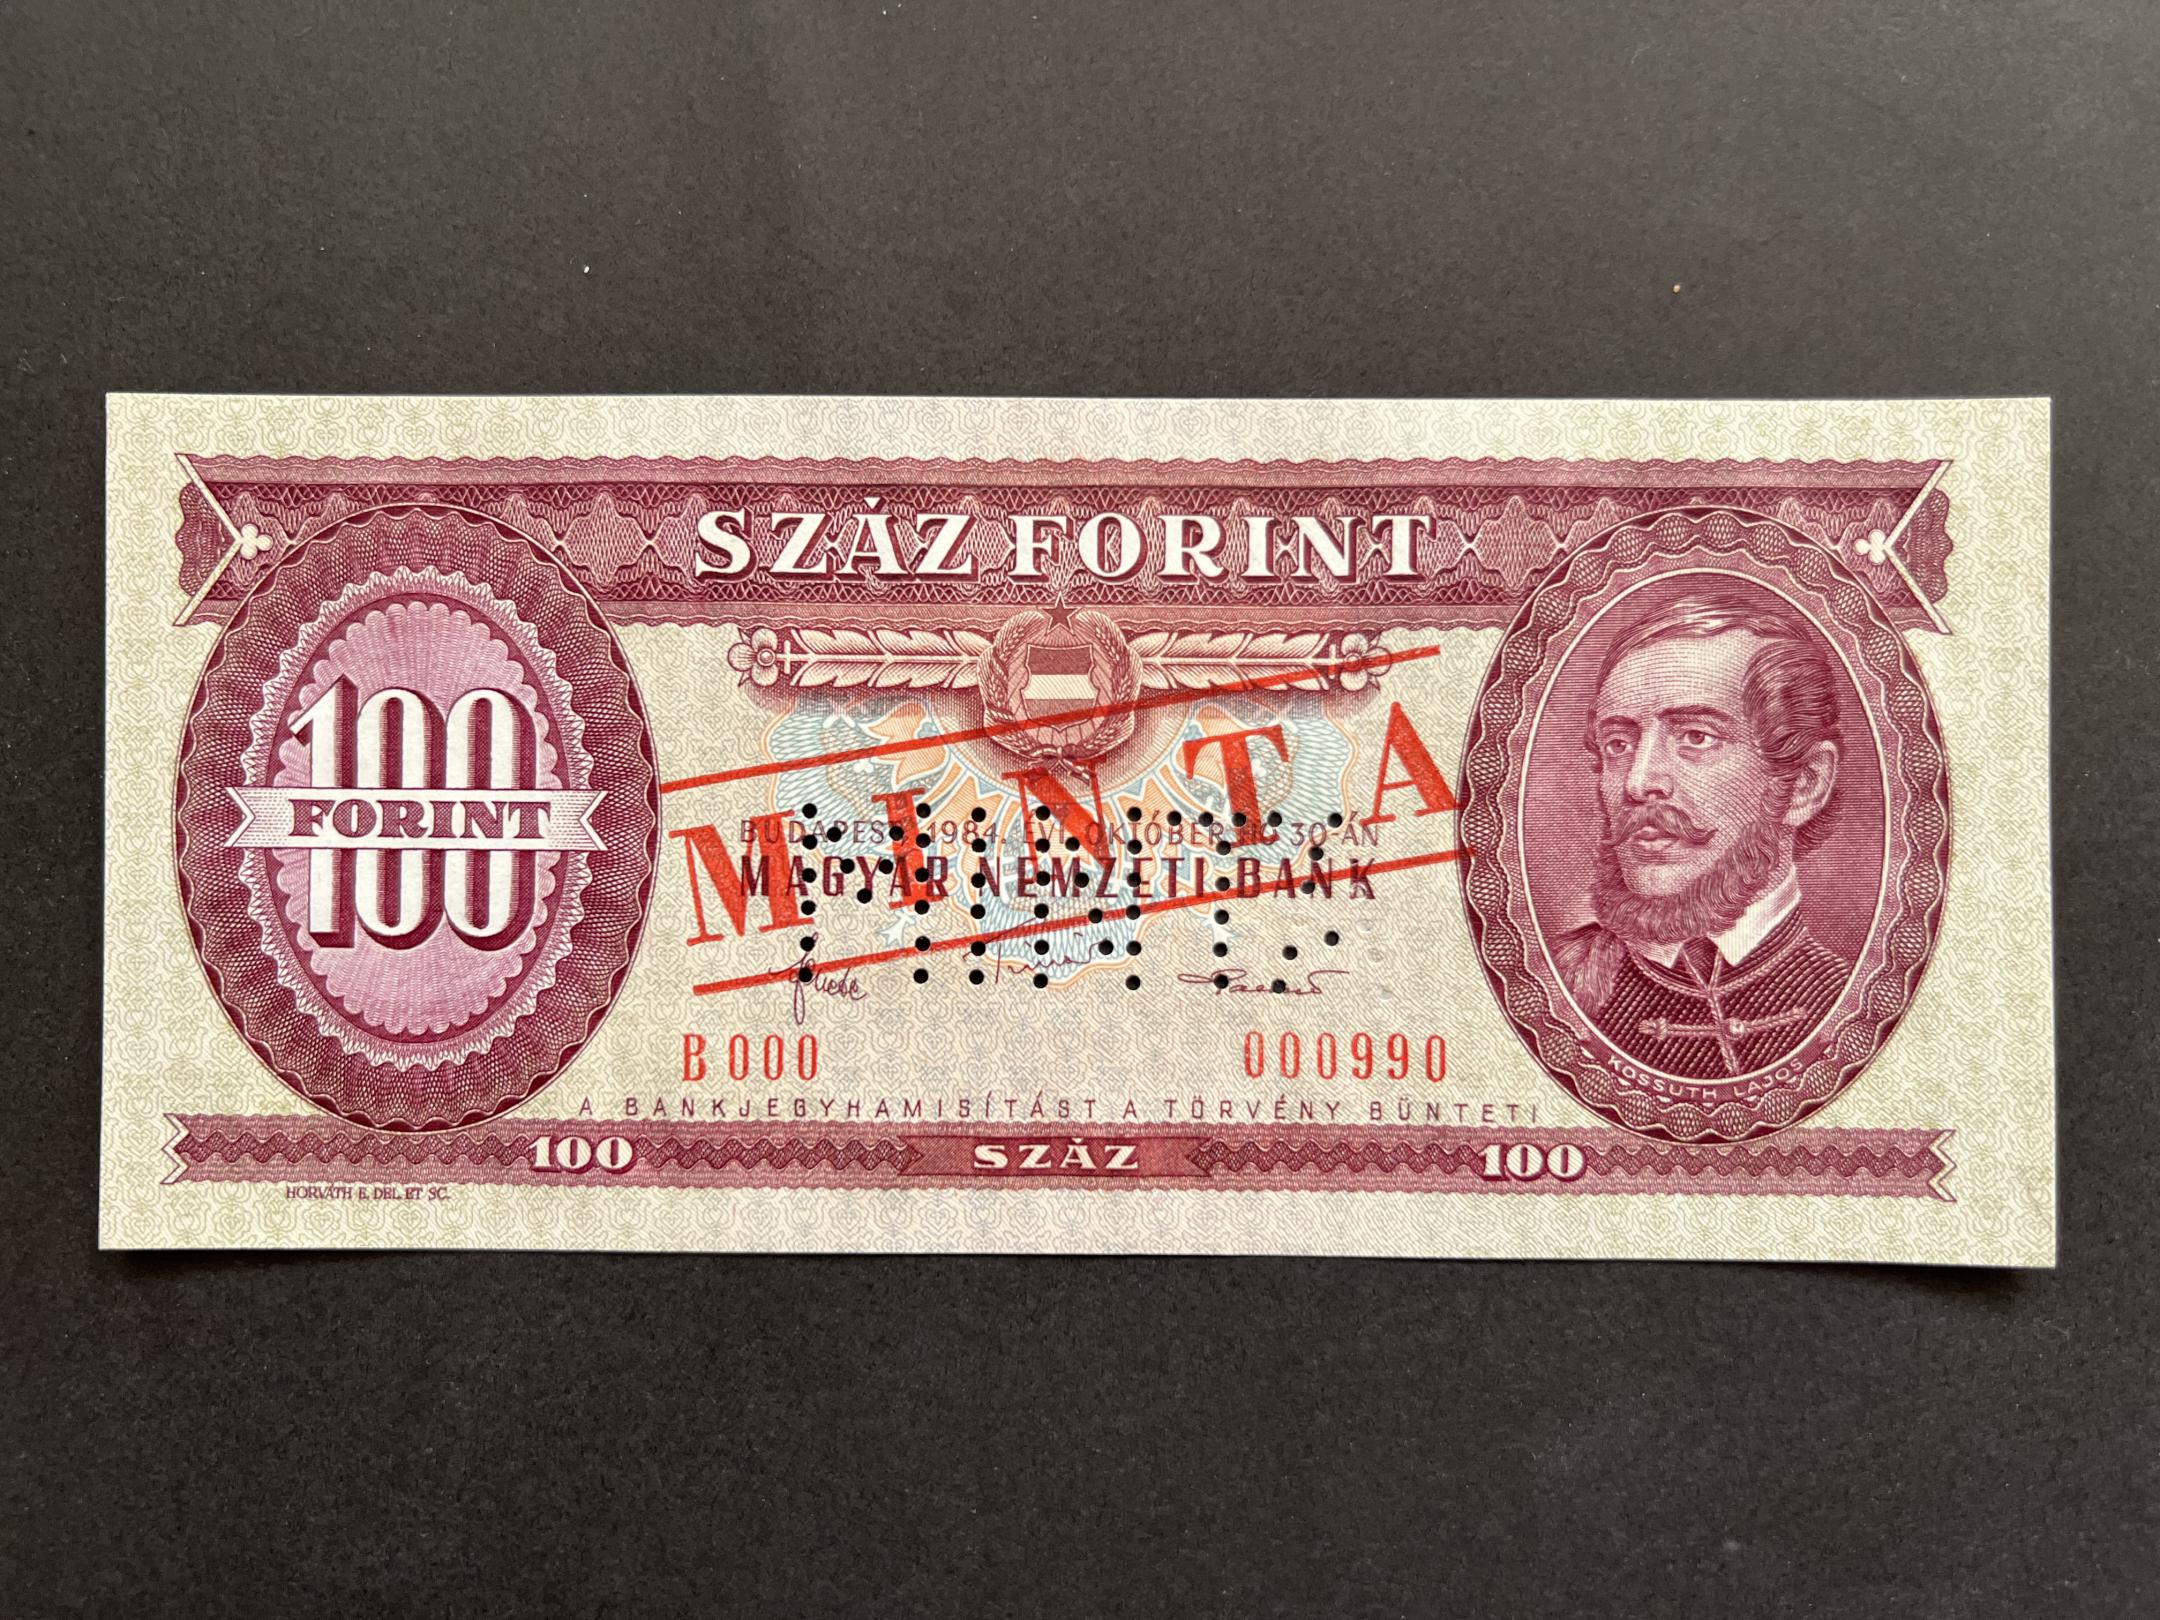 SZÁZ FORINT
100
FORINT
MINTA
BUDAPEST, 1984. ÉVI OKTÓBER HÓ 30-ÁN
MAGYAR NEMZETI BANK
MINTA
B 000
000990
KOSSUTH LAJOS
A BANKJEGYHAMISÍTÁST A TÖRVÉNY BÜNTETI
100
SZÁZ
100
HORVÁTH E. DEL. ET SC.